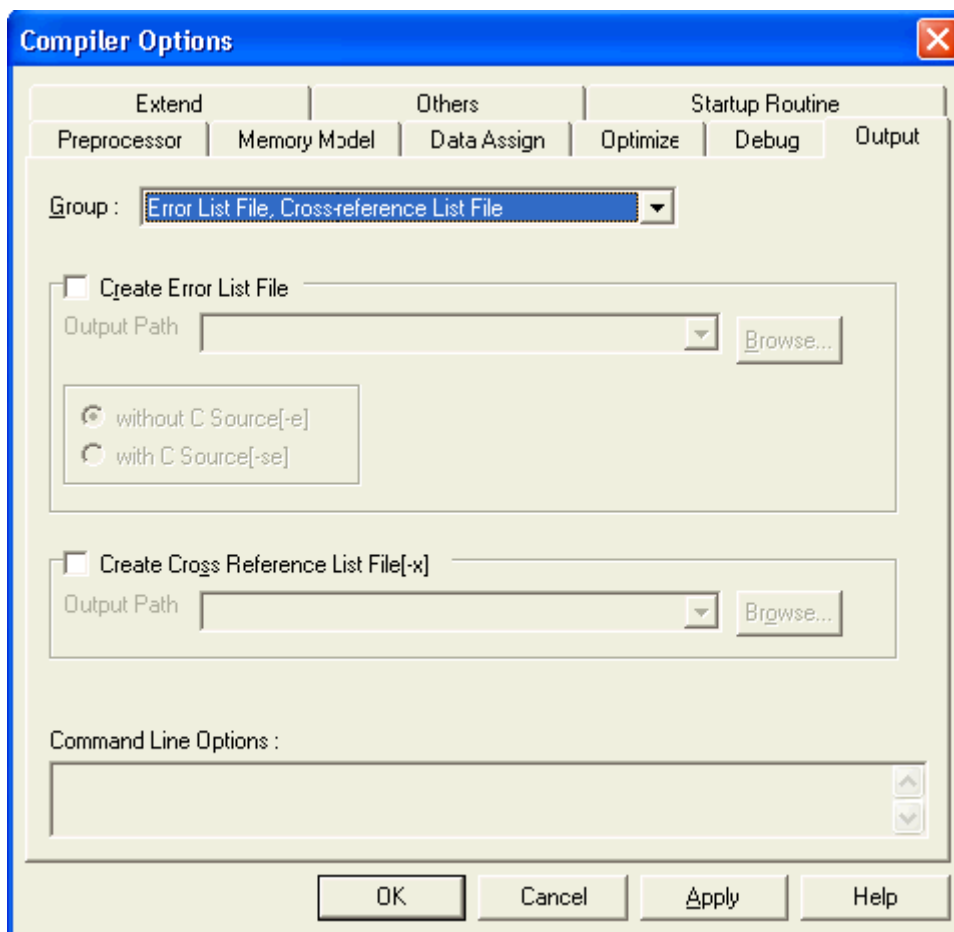 Compiler Options
Extend Others Startup Routine
Preprocessor Memory Model Data Assign Optimize Debug Output
Group : Error List File, Cross-reference List File
Create Error List File
Output Path Browse...
without C Source[-e]
with C Source[-se]
Create Cross Reference List File[-x]
Output Path Browse...
Command Line Options :
OK Cancel Apply Help